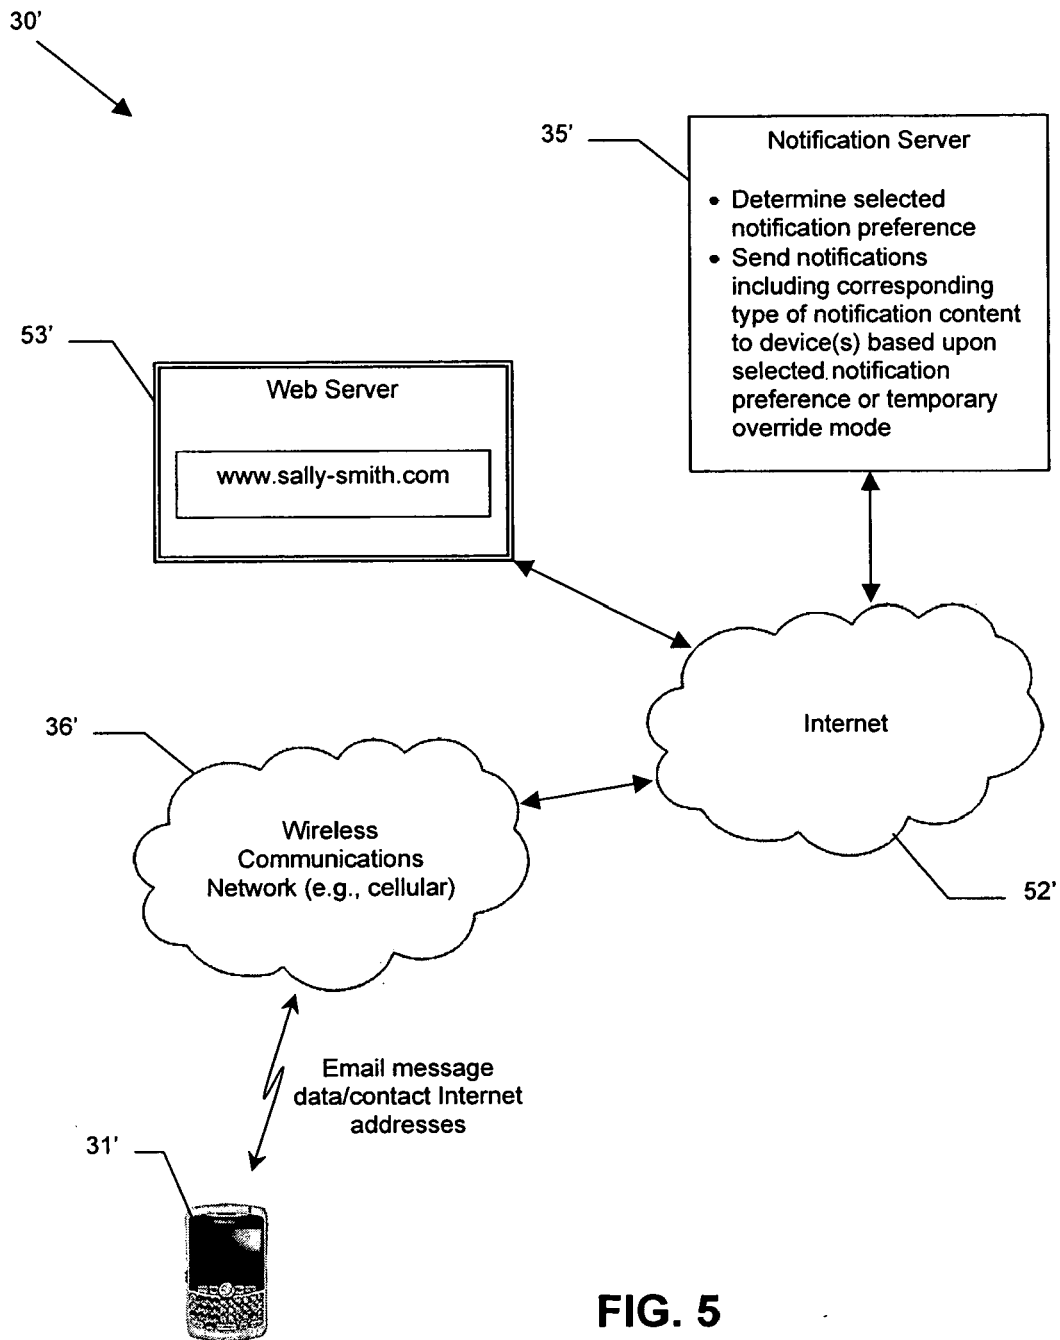 30'
35'
Notification Server
• Determine selected
notification preference
• Send notifications
including corresponding
type of notification content
to device(s) based upon
selected notification
preference or temporary
override mode
53'
Web Server
www.sally-smith.com
36'
Internet
Wireless
Communications
Network (e.g., cellular)
52'
Email message
data/contact Internet
addresses
31'
FIG. 5